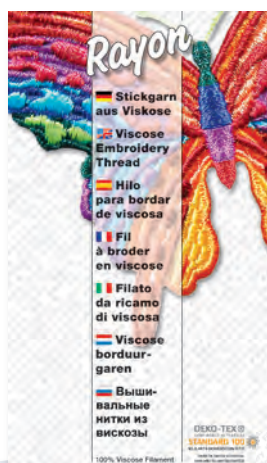 Rayon
Stickgarn
aus Viskose
Viscose
Embroidery
Thread
Hilo
para bordar
de viscosa
Fil
à broder
en viscose
Filato
da ricamo
di viscosa
Viscose
borduur-
garen
Выши-
вальные
нитки из
вискозы
100% Viscose Filament
OEKO-TEX®
STANDARD 100